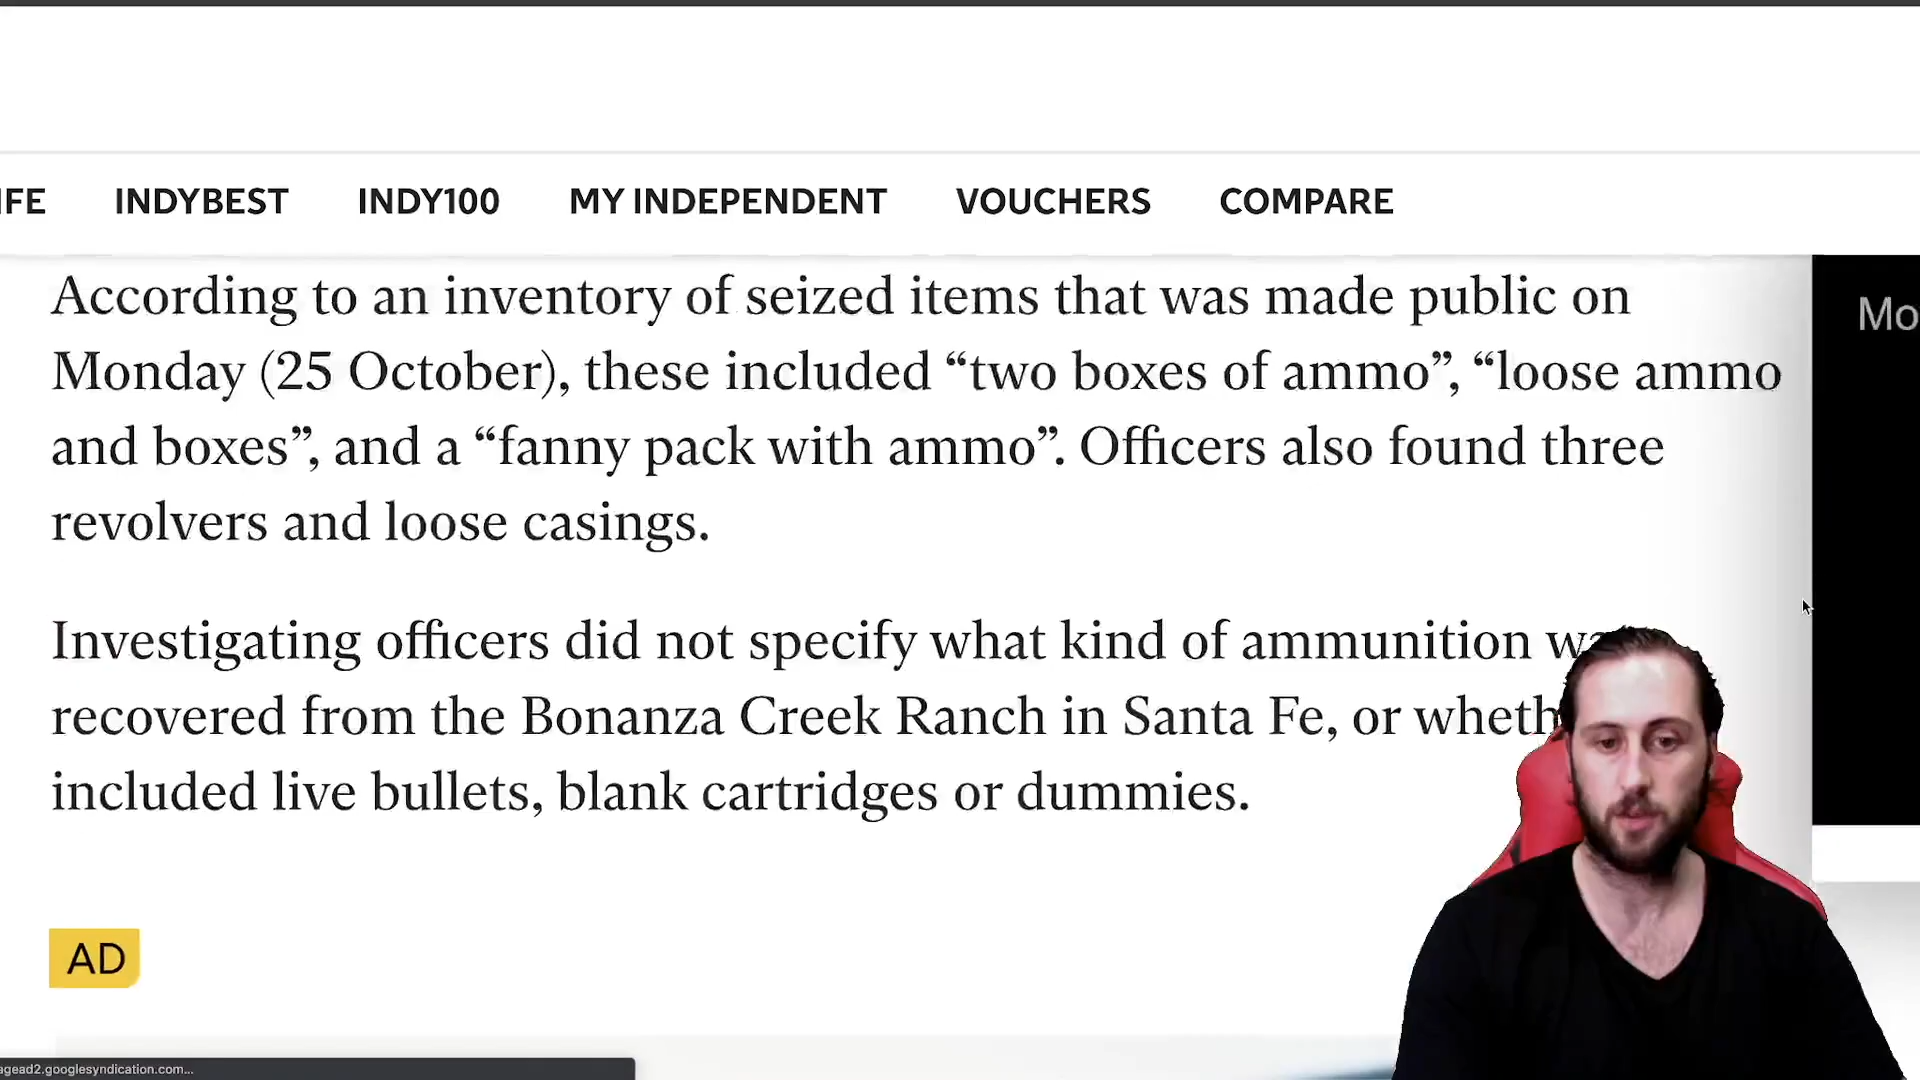 IFE INDYBEST INDY100 MY INDEPENDENT VOUCHERS COMPARE
According to an inventory of seized items that was made public on
Monday (25 October), these included “two boxes of ammo”, “loose ammo
and boxes”, and a “fanny pack with ammo”. Officers also found three
revolvers and loose casings.
Mo
Investigating officers did not specify what kind of ammunition
recovered from the Bonanza Creek Ranch in Santa Fe, or
included live bullets, blank cartridges or dummies.
AD
agead2.googlesyndication.com...